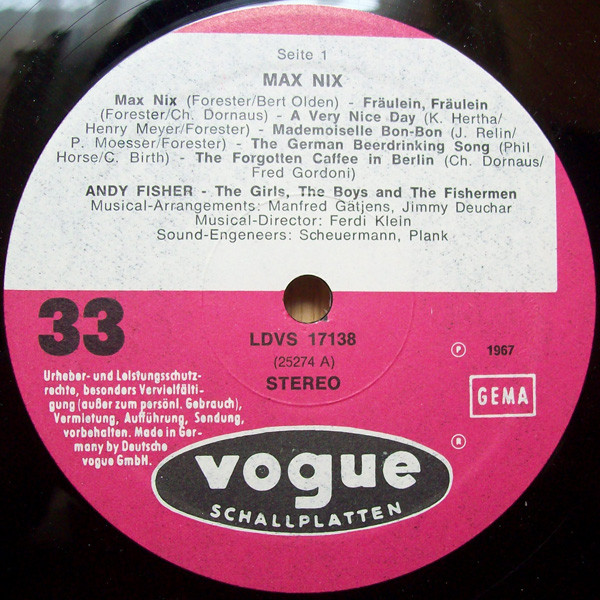 Seite 1
MAX NIX
Max Nix (Forester/Bert Olden) - Fräulein, Fräulein
(Forester/Ch. Dornaus) - A Very Nice Day (K. Hertha/
Henry Meyer/Forester) - Mademoiselle Bon-Bon (J. Relin/
P. Moesser/Forester) - The German Beerdrinking Song (Phil
Horse/C. Birth) - The Forgotten Caffee in Berlin (Ch. Dornaus/
Fred Gordoni)
ANDY FISHER - The Girls, The Boys and The Fishermen
Musical-Arrangements: Manfred Gätjens, Jimmy Deuchar
Musical-Director: Ferdi Klein
Sound-Engeneers: Scheuermann, Plank
33
LDVS 17138
(25274 A)
STEREO
Ⓟ 1967
GEMA
Urheber- und Leistungsschutz-
rechte, besonders Vervielfälti-
gung (außer zum persönl. Gebrauch),
Vermietung, Aufführung, Sendung,
vorbehalten. Made in Ger-
many by Deutsche
vogue GmbH.
®
vogue
SCHALLPLATTEN